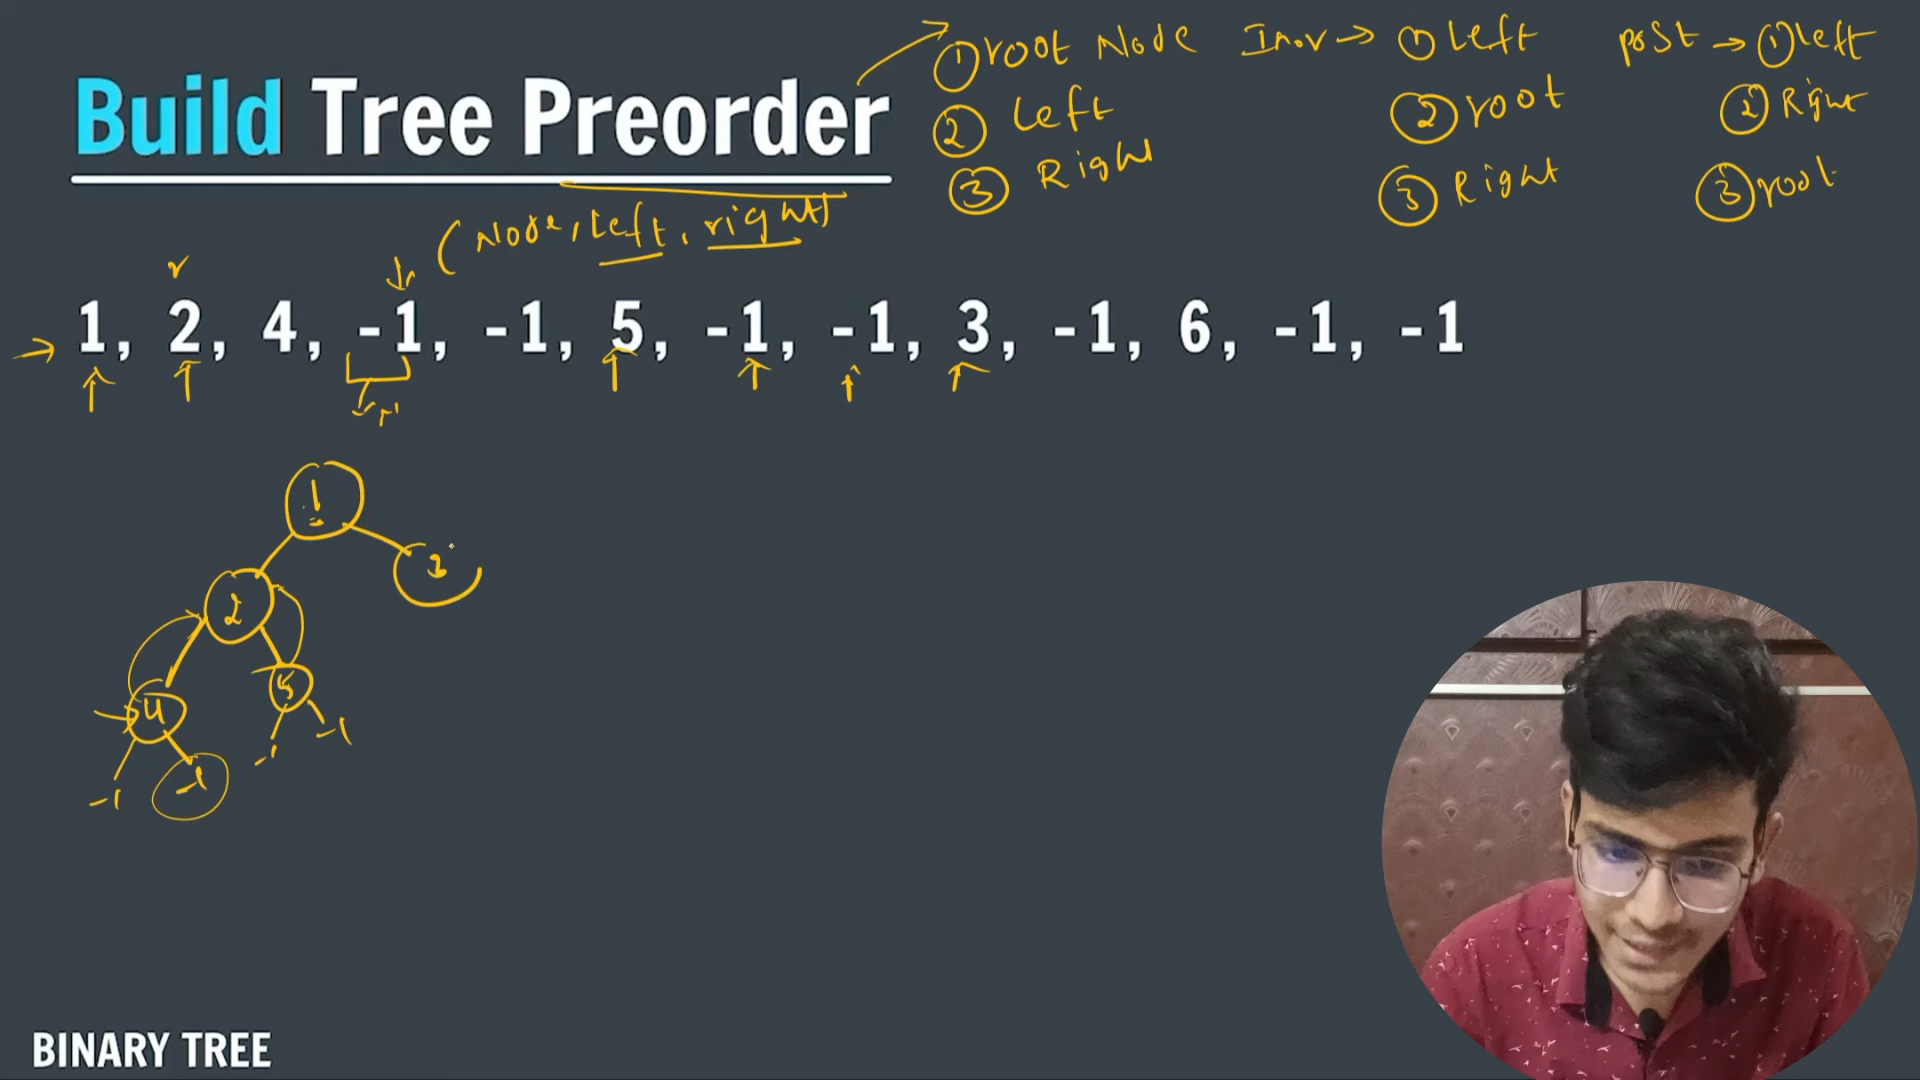 Build Tree Preorder
① root Node
② Left
③ Right
① Left
② root
③ Right
post → ① left
② Right
③ root
(Node, Left, right)
→ 1, 2, 4, -1, -1, 5, -1, -1, 3, -1, 6, -1, -1
1
2
3
4
5
-1
-1
-1
-1
BINARY TREE